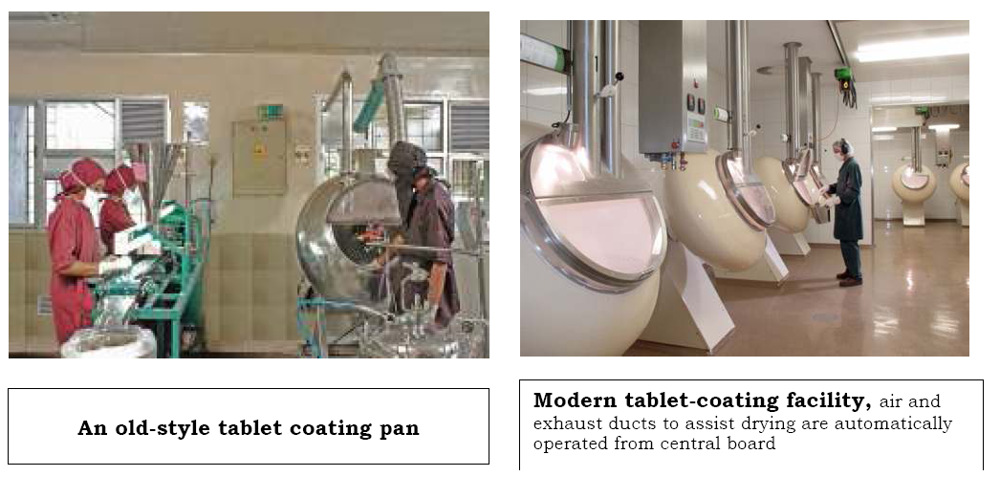 An old-style tablet coating pan
Modern tablet-coating facility, air and
exhaust ducts to assist drying are automatically
operated from central board